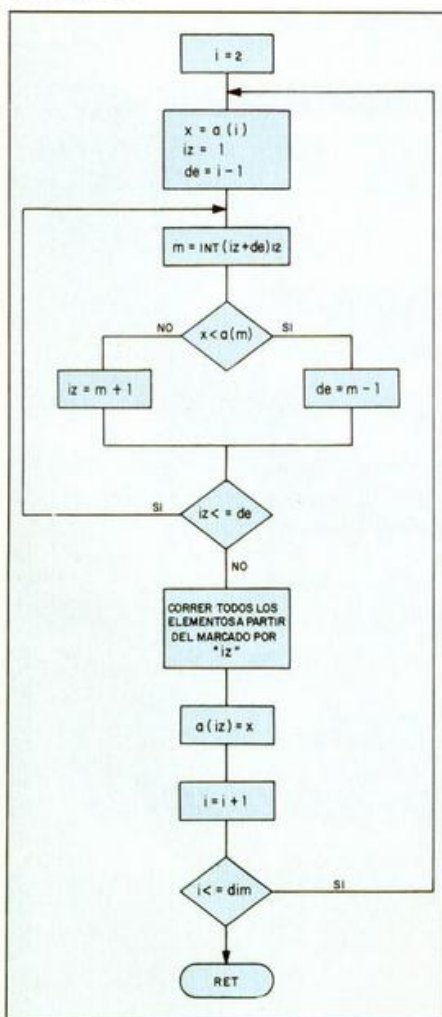 i = 2
x = a (i)
iz = 1
de = i - 1
m = INT (iz+de)ı2
x < a(m)
NO
SI
iz = m + 1
de = m - 1
iz < = de
SI
NO
CORRER TODOS LOS
ELEMENTOS A PARTIR
DEL MARCADO POR
"iz"
a (iz) = x
i = i + 1
i < = dim
SI
RET